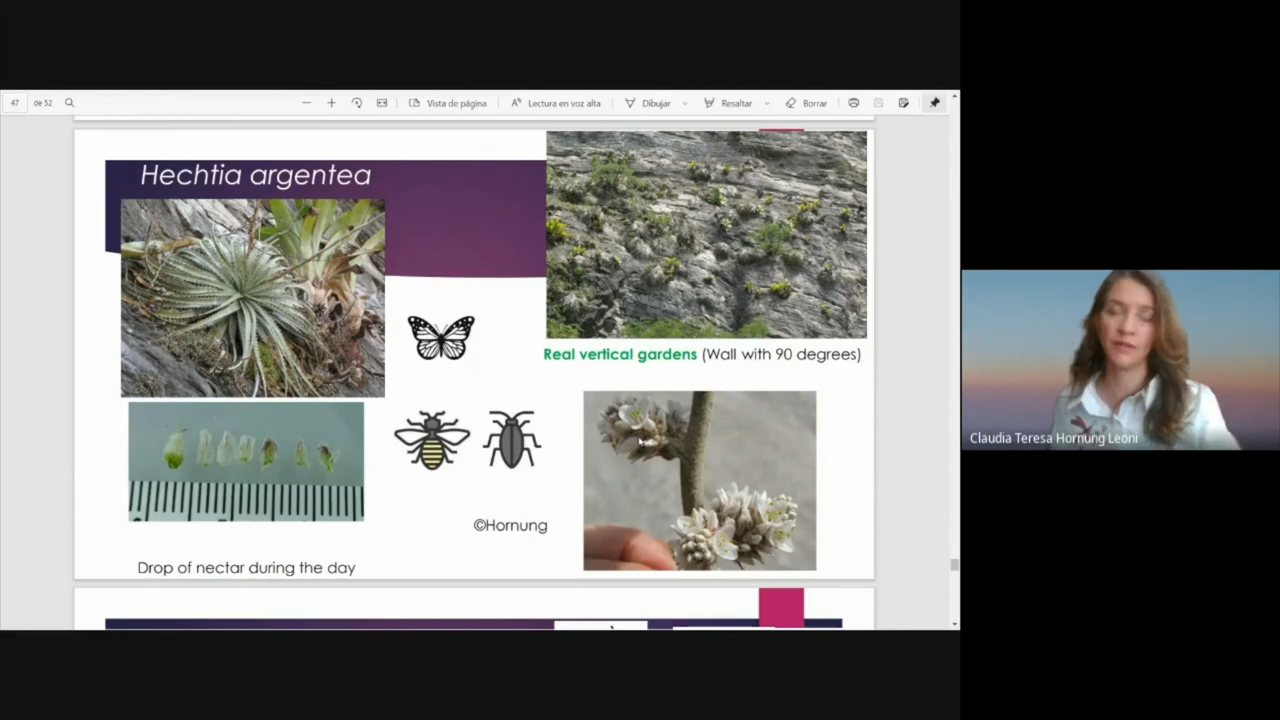 47 de 52
Vista de página
Lectura en voz alta
Dibujar
Resaltar
Borrar
Hechtia argentea
Real vertical gardens (Wall with 90 degrees)
Claudia Teresa Hornung Leoni
©Hornung
Drop of nectar during the day